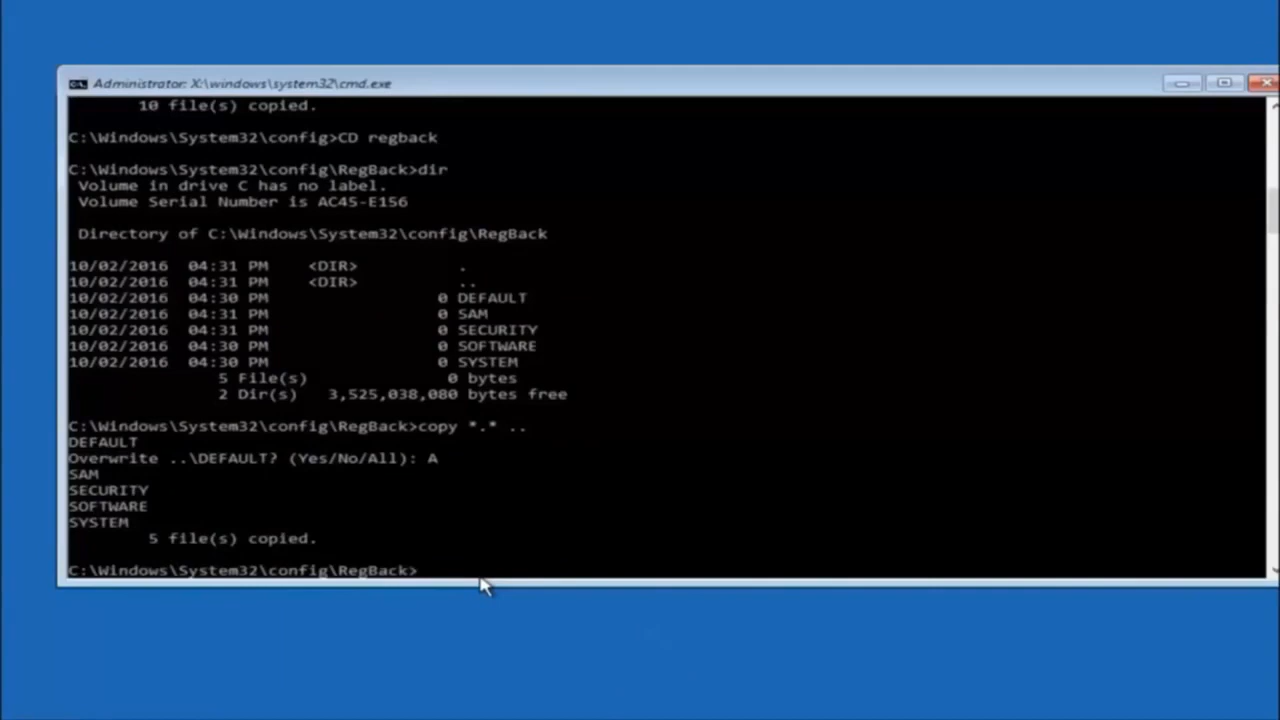 Administrator: X:\windows\system32\cmd.exe
10 file(s) copied.
C:\Windows\System32\config>CD regback
C:\Windows\System32\config\RegBack>dir
Volume in drive C has no label.
Volume Serial Number is AC45-E156
Directory of C:\Windows\System32\config\RegBack
10/02/2016  04:31 PM    <DIR>          .
10/02/2016  04:31 PM    <DIR>          ..
10/02/2016  04:30 PM                 0 DEFAULT
10/02/2016  04:31 PM                 0 SAM
10/02/2016  04:31 PM                 0 SECURITY
10/02/2016  04:30 PM                 0 SOFTWARE
10/02/2016  04:30 PM                 0 SYSTEM
5 File(s)              0 bytes
2 Dir(s)   3,525,038,080 bytes free
C:\Windows\System32\config\RegBack>copy *.* ..
DEFAULT
Overwrite ..\DEFAULT? (Yes/No/All): A
SAM
SECURITY
SOFTWARE
SYSTEM
5 file(s) copied.
C:\Windows\System32\config\RegBack>